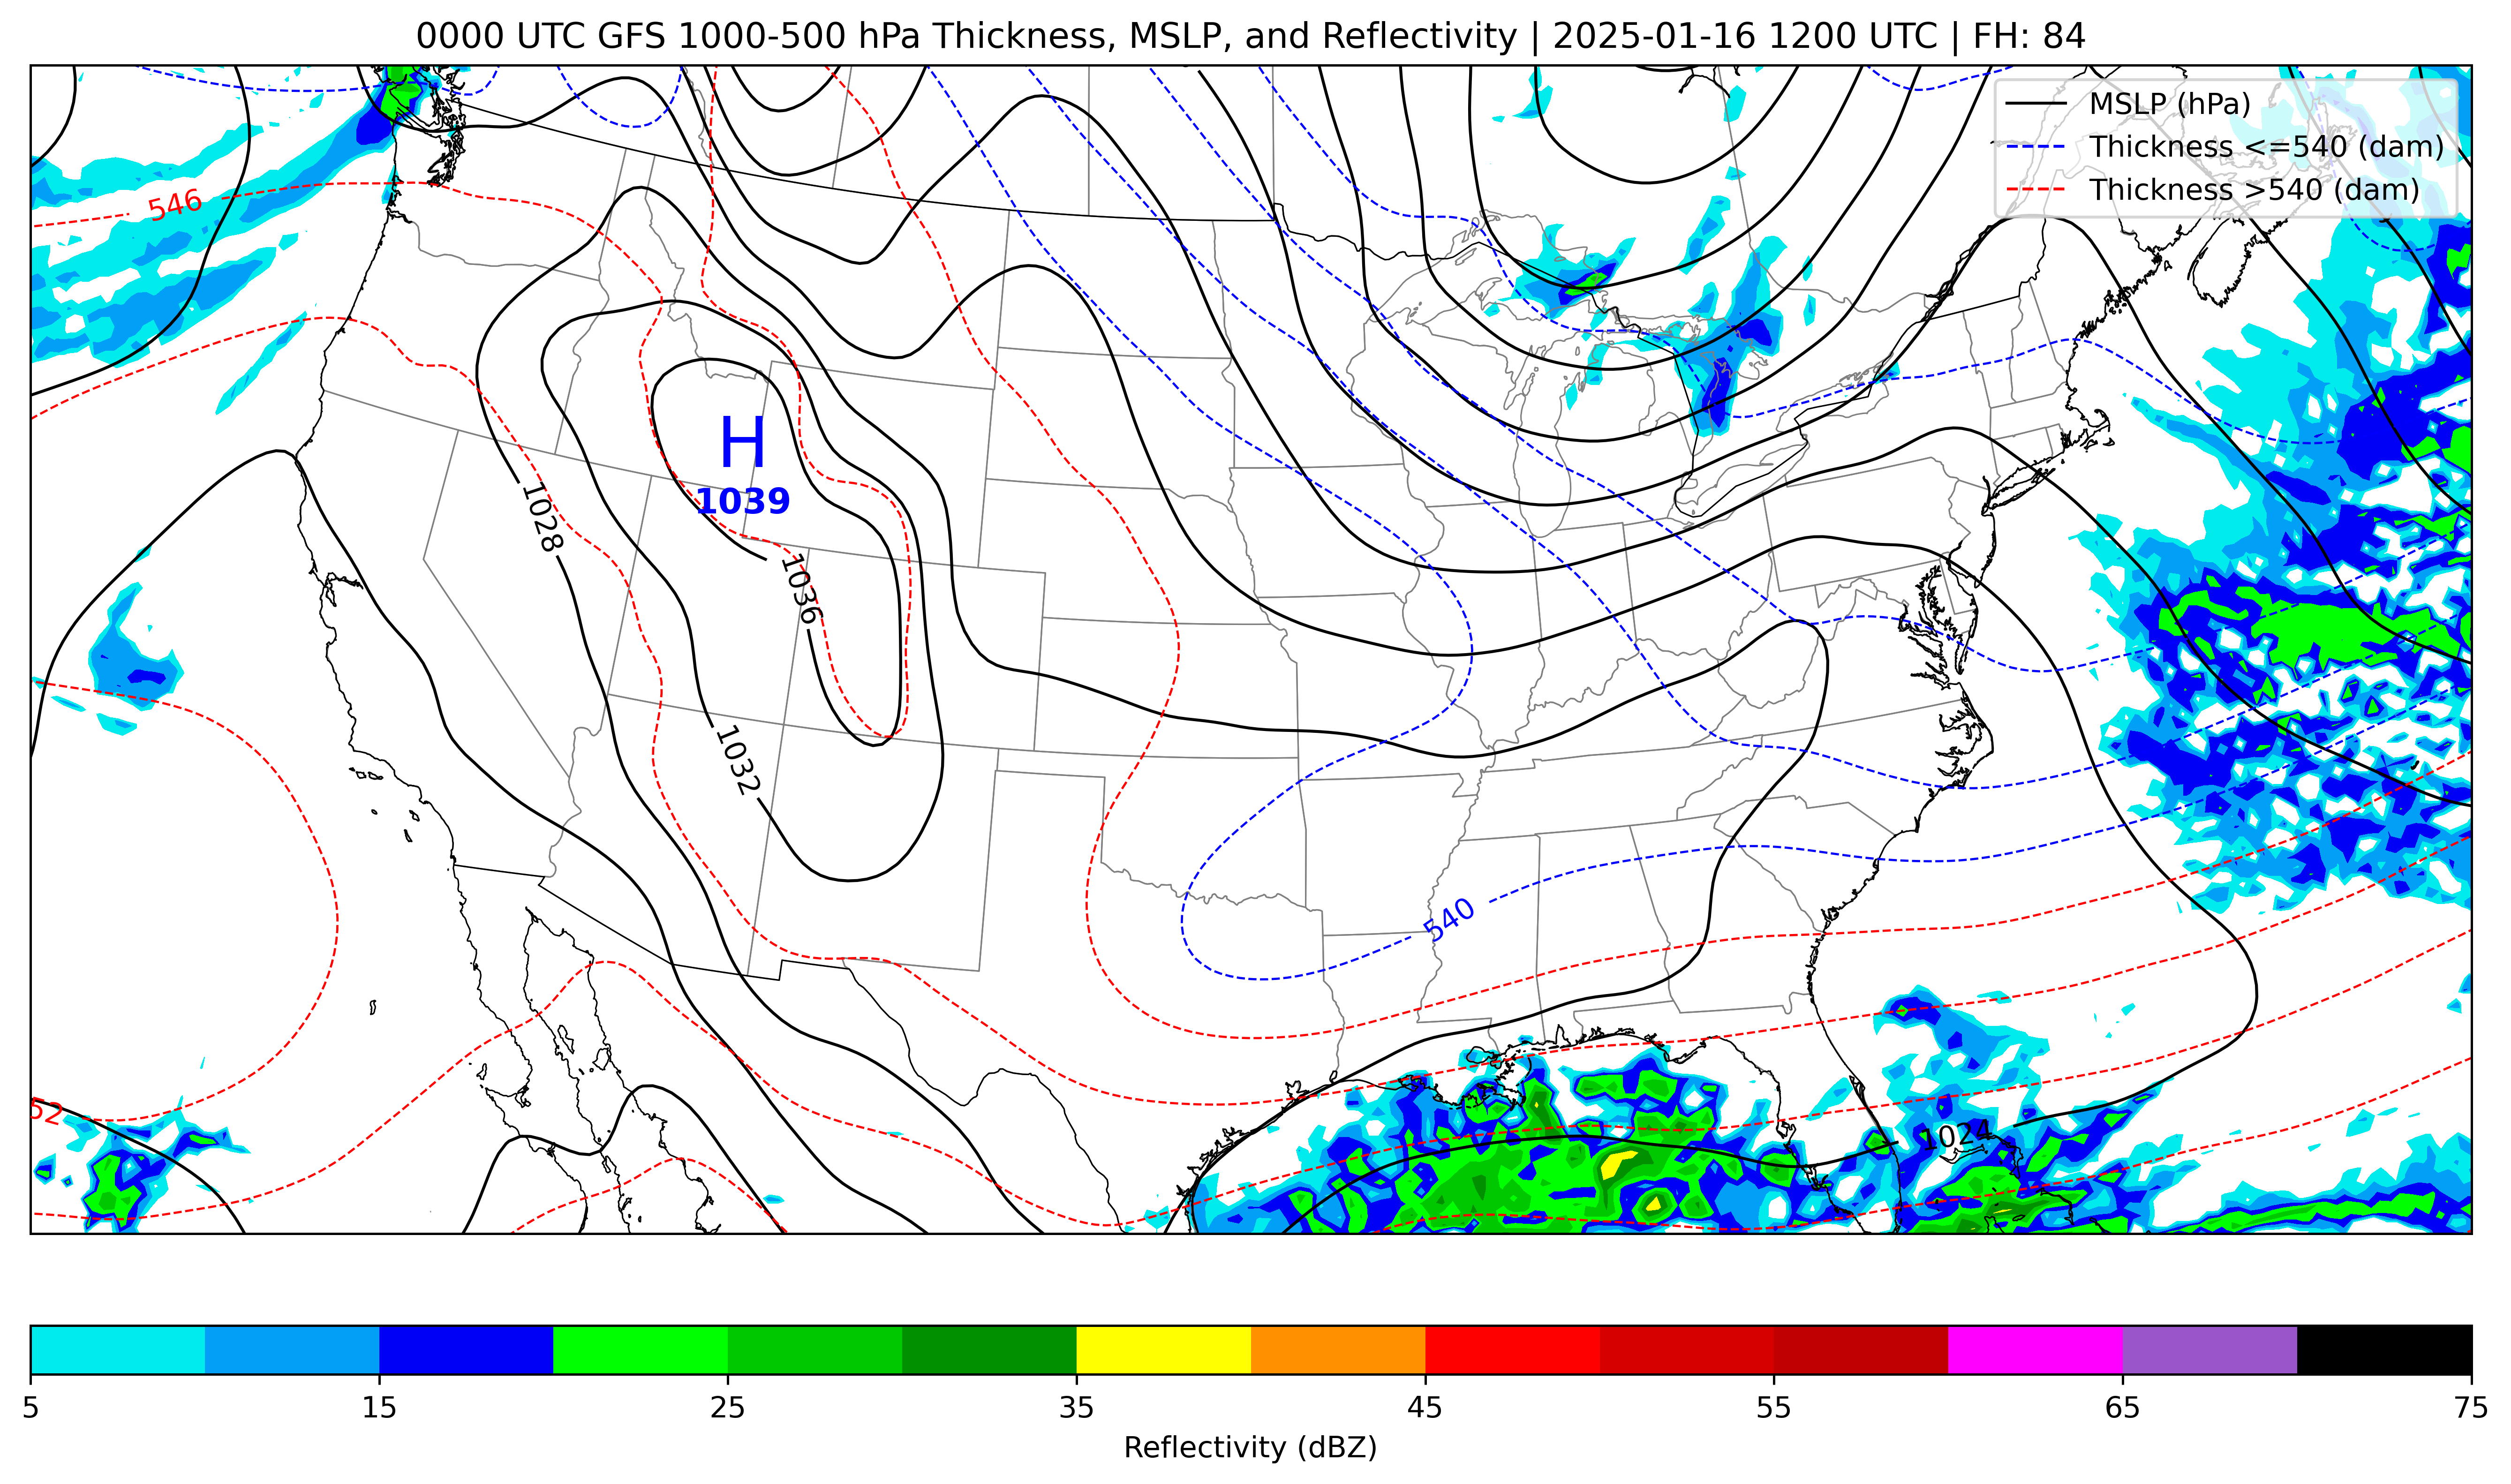 0000 UTC GFS 1000-500 hPa Thickness, MSLP, and Reflectivity | 2025-01-16 1200 UTC | FH: 84
MSLP (hPa)
Thickness <=540 (dam)
Thickness >540 (dam)
546
H
1039
1028
1036
1032
540
52
1024
5 15 25 35 45 55 65 75
Reflectivity (dBZ)